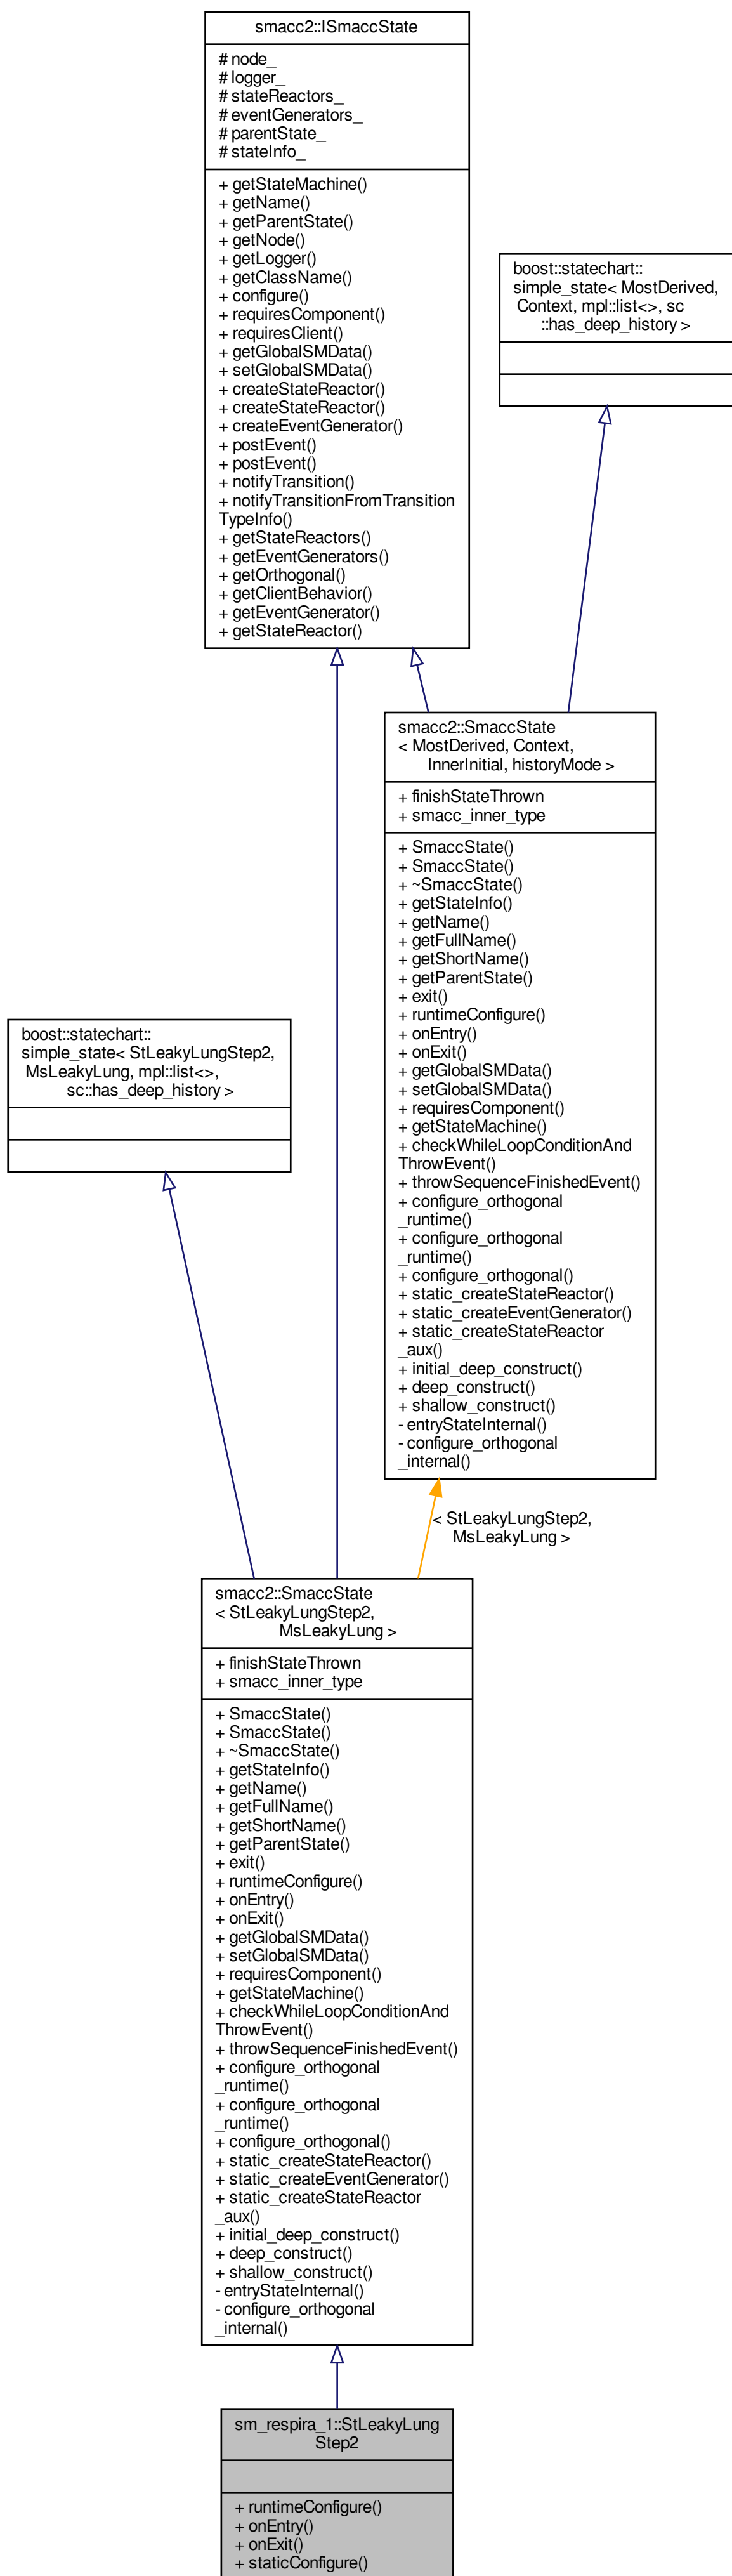 smacc2::ISmaccState
# node_
# logger_
# stateReactors_
# eventGenerators_
# parentState_
# stateInfo_
+ getStateMachine()
+ getName()
+ getParentState()
+ getNode()
+ getLogger()
+ getClassName()
+ configure()
+ requiresComponent()
+ requiresClient()
+ getGlobalSMData()
+ setGlobalSMData()
+ createStateReactor()
+ createStateReactor()
+ createEventGenerator()
+ postEvent()
+ postEvent()
+ notifyTransition()
+ notifyTransitionFromTransition
TypeInfo()
+ getStateReactors()
+ getEventGenerators()
+ getOrthogonal()
+ getClientBehavior()
+ getEventGenerator()
+ getStateReactor()
boost::statechart::
simple_state< MostDerived,
Context, mpl::list<>, sc
::has_deep_history >
smacc2::SmaccState
< MostDerived, Context,
InnerInitial, historyMode >
+ finishStateThrown
+ smacc_inner_type
+ SmaccState()
+ SmaccState()
+ ~SmaccState()
+ getStateInfo()
+ getName()
+ getFullName()
+ getShortName()
+ getParentState()
+ exit()
+ runtimeConfigure()
+ onEntry()
+ onExit()
+ getGlobalSMData()
+ setGlobalSMData()
+ requiresComponent()
+ getStateMachine()
+ checkWhileLoopConditionAnd
ThrowEvent()
+ throwSequenceFinishedEvent()
+ configure_orthogonal
_runtime()
+ configure_orthogonal
_runtime()
+ configure_orthogonal()
+ static_createStateReactor()
+ static_createEventGenerator()
+ static_createStateReactor
_aux()
+ initial_deep_construct()
+ deep_construct()
+ shallow_construct()
- entryStateInternal()
- configure_orthogonal
_internal()
boost::statechart::
simple_state< StLeakyLungStep2,
MsLeakyLung, mpl::list<>,
sc::has_deep_history >
< StLeakyLungStep2,
MsLeakyLung >
smacc2::SmaccState
< StLeakyLungStep2,
MsLeakyLung >
+ finishStateThrown
+ smacc_inner_type
+ SmaccState()
+ SmaccState()
+ ~SmaccState()
+ getStateInfo()
+ getName()
+ getFullName()
+ getShortName()
+ getParentState()
+ exit()
+ runtimeConfigure()
+ onEntry()
+ onExit()
+ getGlobalSMData()
+ setGlobalSMData()
+ requiresComponent()
+ getStateMachine()
+ checkWhileLoopConditionAnd
ThrowEvent()
+ throwSequenceFinishedEvent()
+ configure_orthogonal
_runtime()
+ configure_orthogonal
_runtime()
+ configure_orthogonal()
+ static_createStateReactor()
+ static_createEventGenerator()
+ static_createStateReactor
_aux()
+ initial_deep_construct()
+ deep_construct()
+ shallow_construct()
- entryStateInternal()
- configure_orthogonal
_internal()
sm_respira_1::StLeakyLung
Step2
+ runtimeConfigure()
+ onEntry()
+ onExit()
+ staticConfigure()